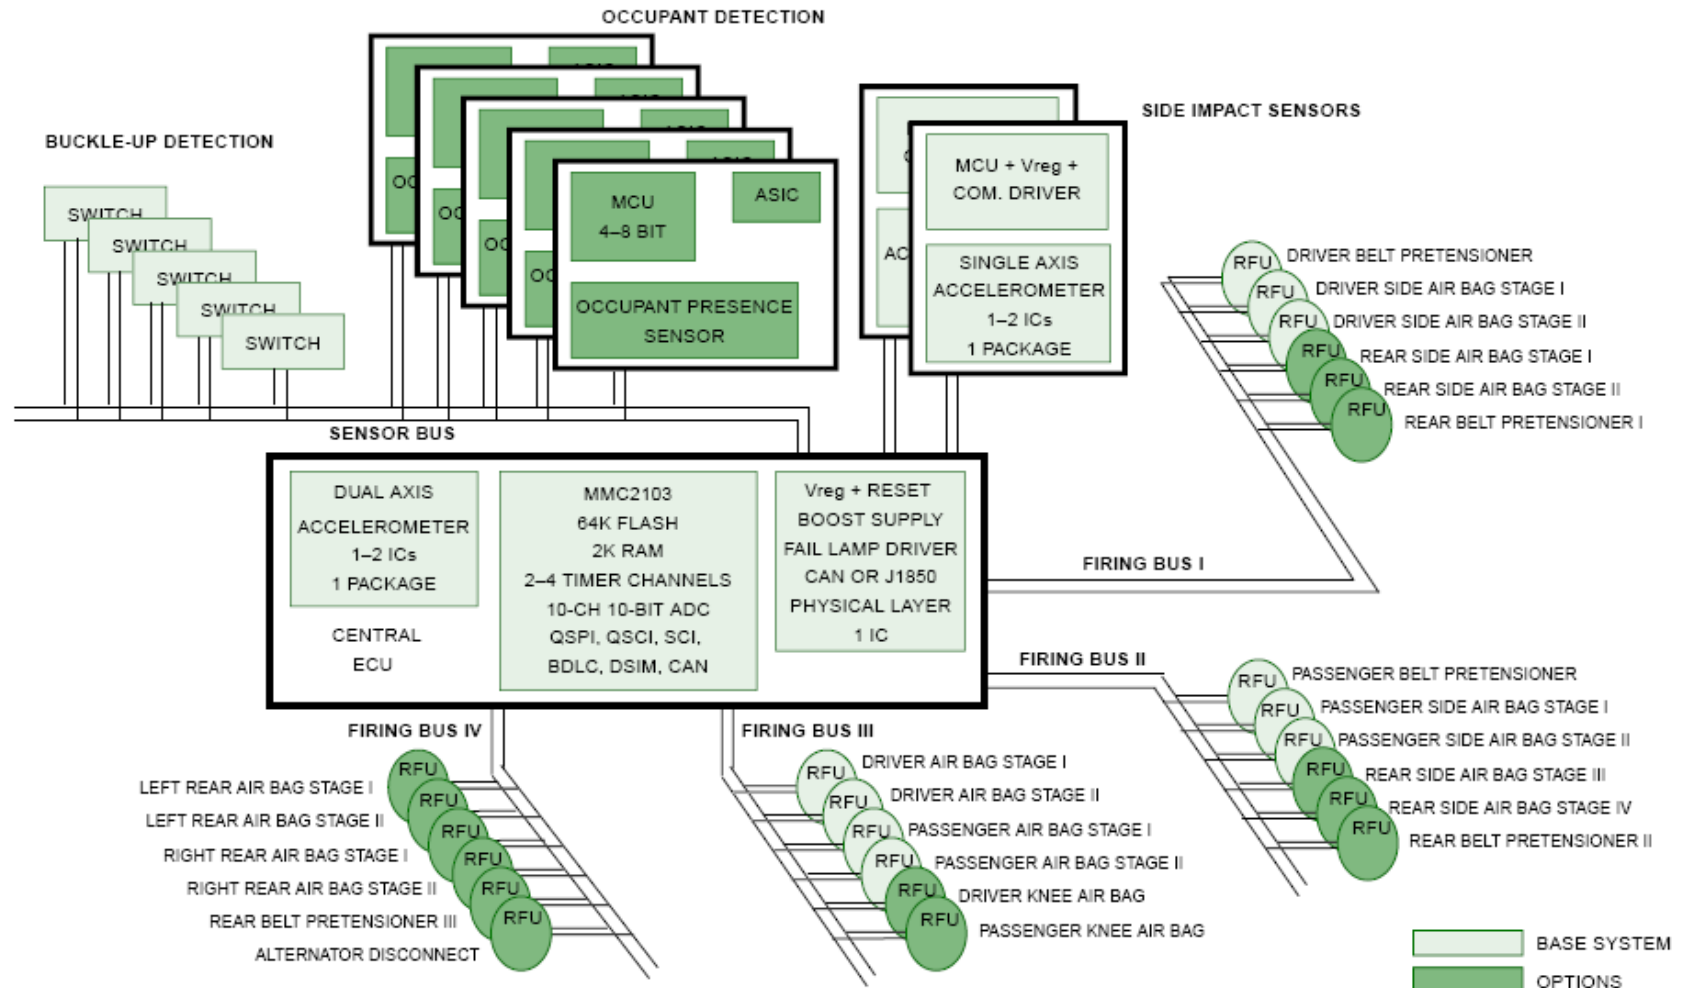 OCCUPANT DETECTION
SIDE IMPACT SENSORS
BUCKLE-UP DETECTION
SWITCH
SWITCH
SWITCH
SWITCH
SWITCH
ASIC
ASIC
ASIC
ASIC
OC
OC
OC
OC
MCU
4–8 BIT
ASIC
OCCUPANT PRESENCE
SENSOR
AC
MCU + Vreg +
COM. DRIVER
SINGLE AXIS
ACCELEROMETER
1–2 ICs
1 PACKAGE
RFU
DRIVER BELT PRETENSIONER
RFU
DRIVER SIDE AIR BAG STAGE I
RFU
DRIVER SIDE AIR BAG STAGE II
RFU
REAR SIDE AIR BAG STAGE I
RFU
REAR SIDE AIR BAG STAGE II
RFU
REAR BELT PRETENSIONER I
SENSOR BUS
DUAL AXIS
ACCELEROMETER
1–2 ICs
1 PACKAGE
CENTRAL
ECU
MMC2103
64K FLASH
2K RAM
2–4 TIMER CHANNELS
10-CH 10-BIT ADC
QSPI, QSCI, SCI,
BDLC, DSIM, CAN
Vreg + RESET
BOOST SUPPLY
FAIL LAMP DRIVER
CAN OR J1850
PHYSICAL LAYER
1 IC
FIRING BUS I
FIRING BUS II
RFU
PASSENGER BELT PRETENSIONER
RFU
PASSENGER SIDE AIR BAG STAGE I
RFU
PASSENGER SIDE AIR BAG STAGE II
RFU
REAR SIDE AIR BAG STAGE III
RFU
REAR SIDE AIR BAG STAGE IV
RFU
REAR BELT PRETENSIONER II
FIRING BUS IV
RFU
LEFT REAR AIR BAG STAGE I
RFU
LEFT REAR AIR BAG STAGE II
RFU
RIGHT REAR AIR BAG STAGE I
RFU
RIGHT REAR AIR BAG STAGE II
RFU
REAR BELT PRETENSIONER III
RFU
ALTERNATOR DISCONNECT
FIRING BUS III
RFU
DRIVER AIR BAG STAGE I
RFU
DRIVER AIR BAG STAGE II
RFU
PASSENGER AIR BAG STAGE I
RFU
PASSENGER AIR BAG STAGE II
RFU
DRIVER KNEE AIR BAG
RFU
PASSENGER KNEE AIR BAG
BASE SYSTEM
OPTIONS